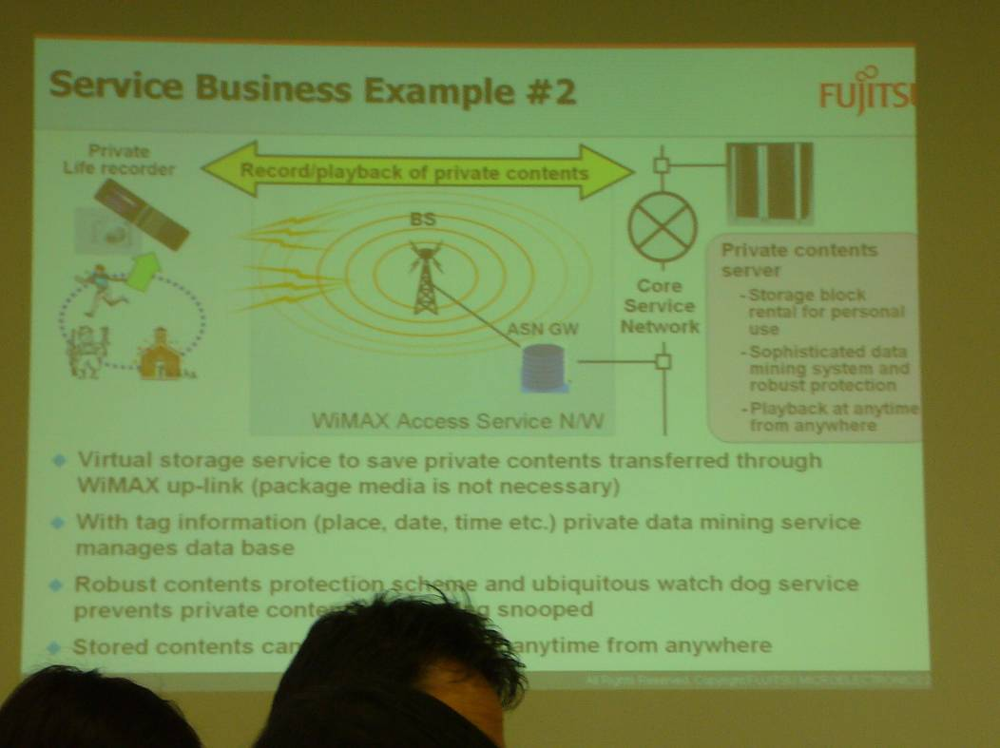 Service Business Example #2
FUJITSU
Private
Life recorder
Record/playback of private contents
BS
ASN GW
WiMAX Access Service N/W
Core
Service
Network
Private contents
server
- Storage block
rental for personal
use
- Sophisticated data
mining system and
robust protection
- Playback at anytime
from anywhere
Virtual storage service to save private contents transferred through
WiMAX up-link (package media is not necessary)
With tag information (place, date, time etc.) private data mining service
manages data base
Robust contents protection scheme and ubiquitous watch dog service
prevents private conte g snooped
Stored contents can anytime from anywhere
All Rights Reserved, Copyright FUJITSU MICROELECTRONICS